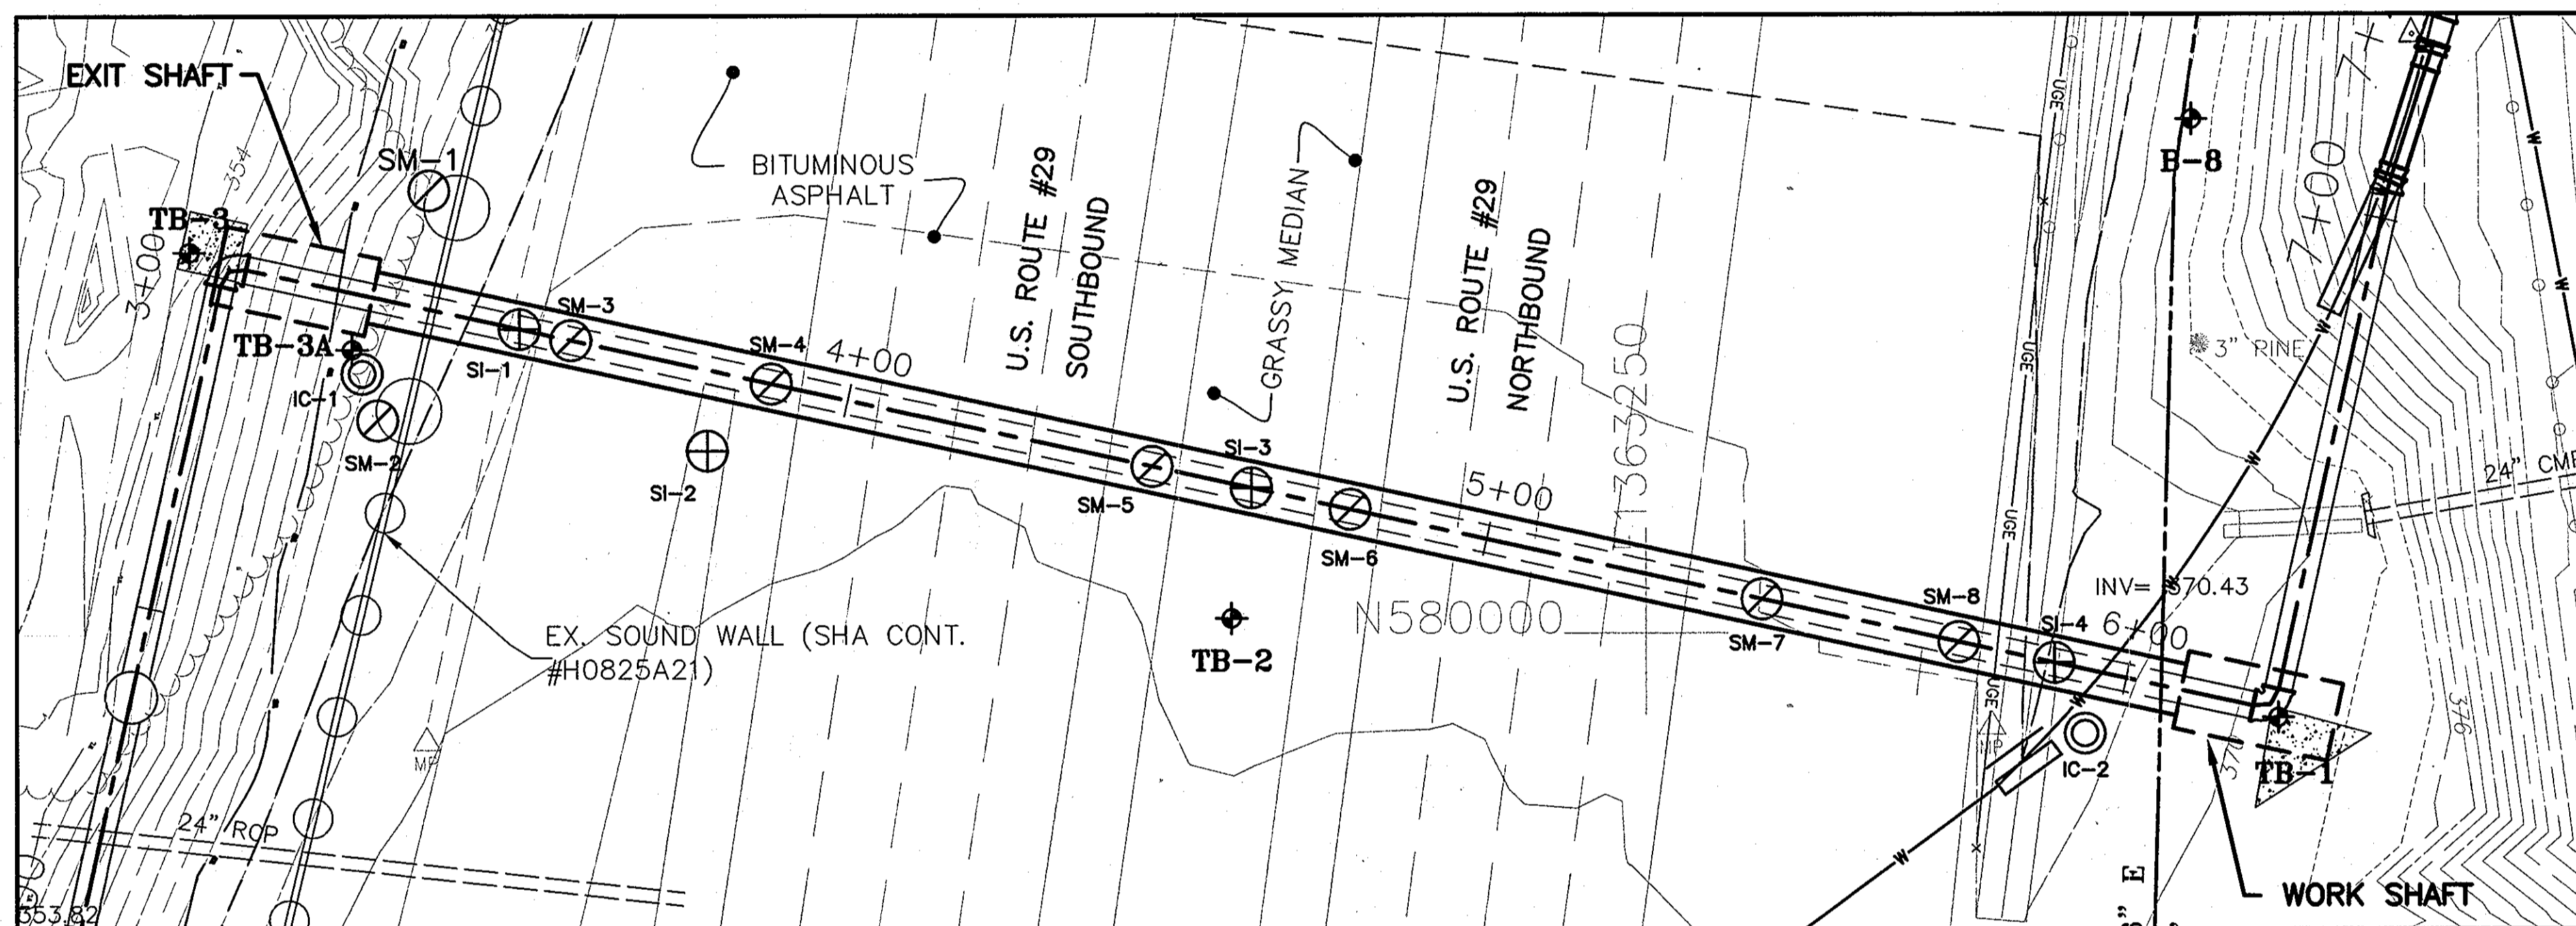 EXIT SHAFT
354
SM-1
TB-3
3+00
TB-3A
IC-1
SM-2
SI-1
SM-3
SM-4
4+00
SI-2
BITUMINOUS
ASPHALT
U.S. ROUTE #29
SOUTHBOUND
GRASSY MEDIAN
U.S. ROUTE #29
NORTHBOUND
SM-5
SI-3
SM-6
5+00
1363250
N580000
TB-2
EX. SOUND WALL (SHA CONT.
#H0825A21)
MP
24" RCP
353.82
SM-7
SM-8
SI-4
6+00
INV= 370.43
UGE
UGE
UGE
UGE
B-8
7+00
3" PINE
24" CMP
W
W
W
W
W
W
W
W
IC-2
TB-1
376
WORK SHAFT
E